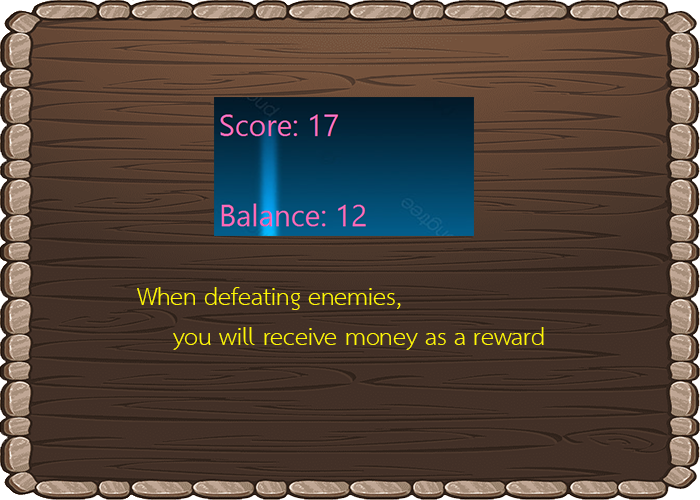 Score: 17
Balance: 12
When defeating enemies,
you will receive money as a reward